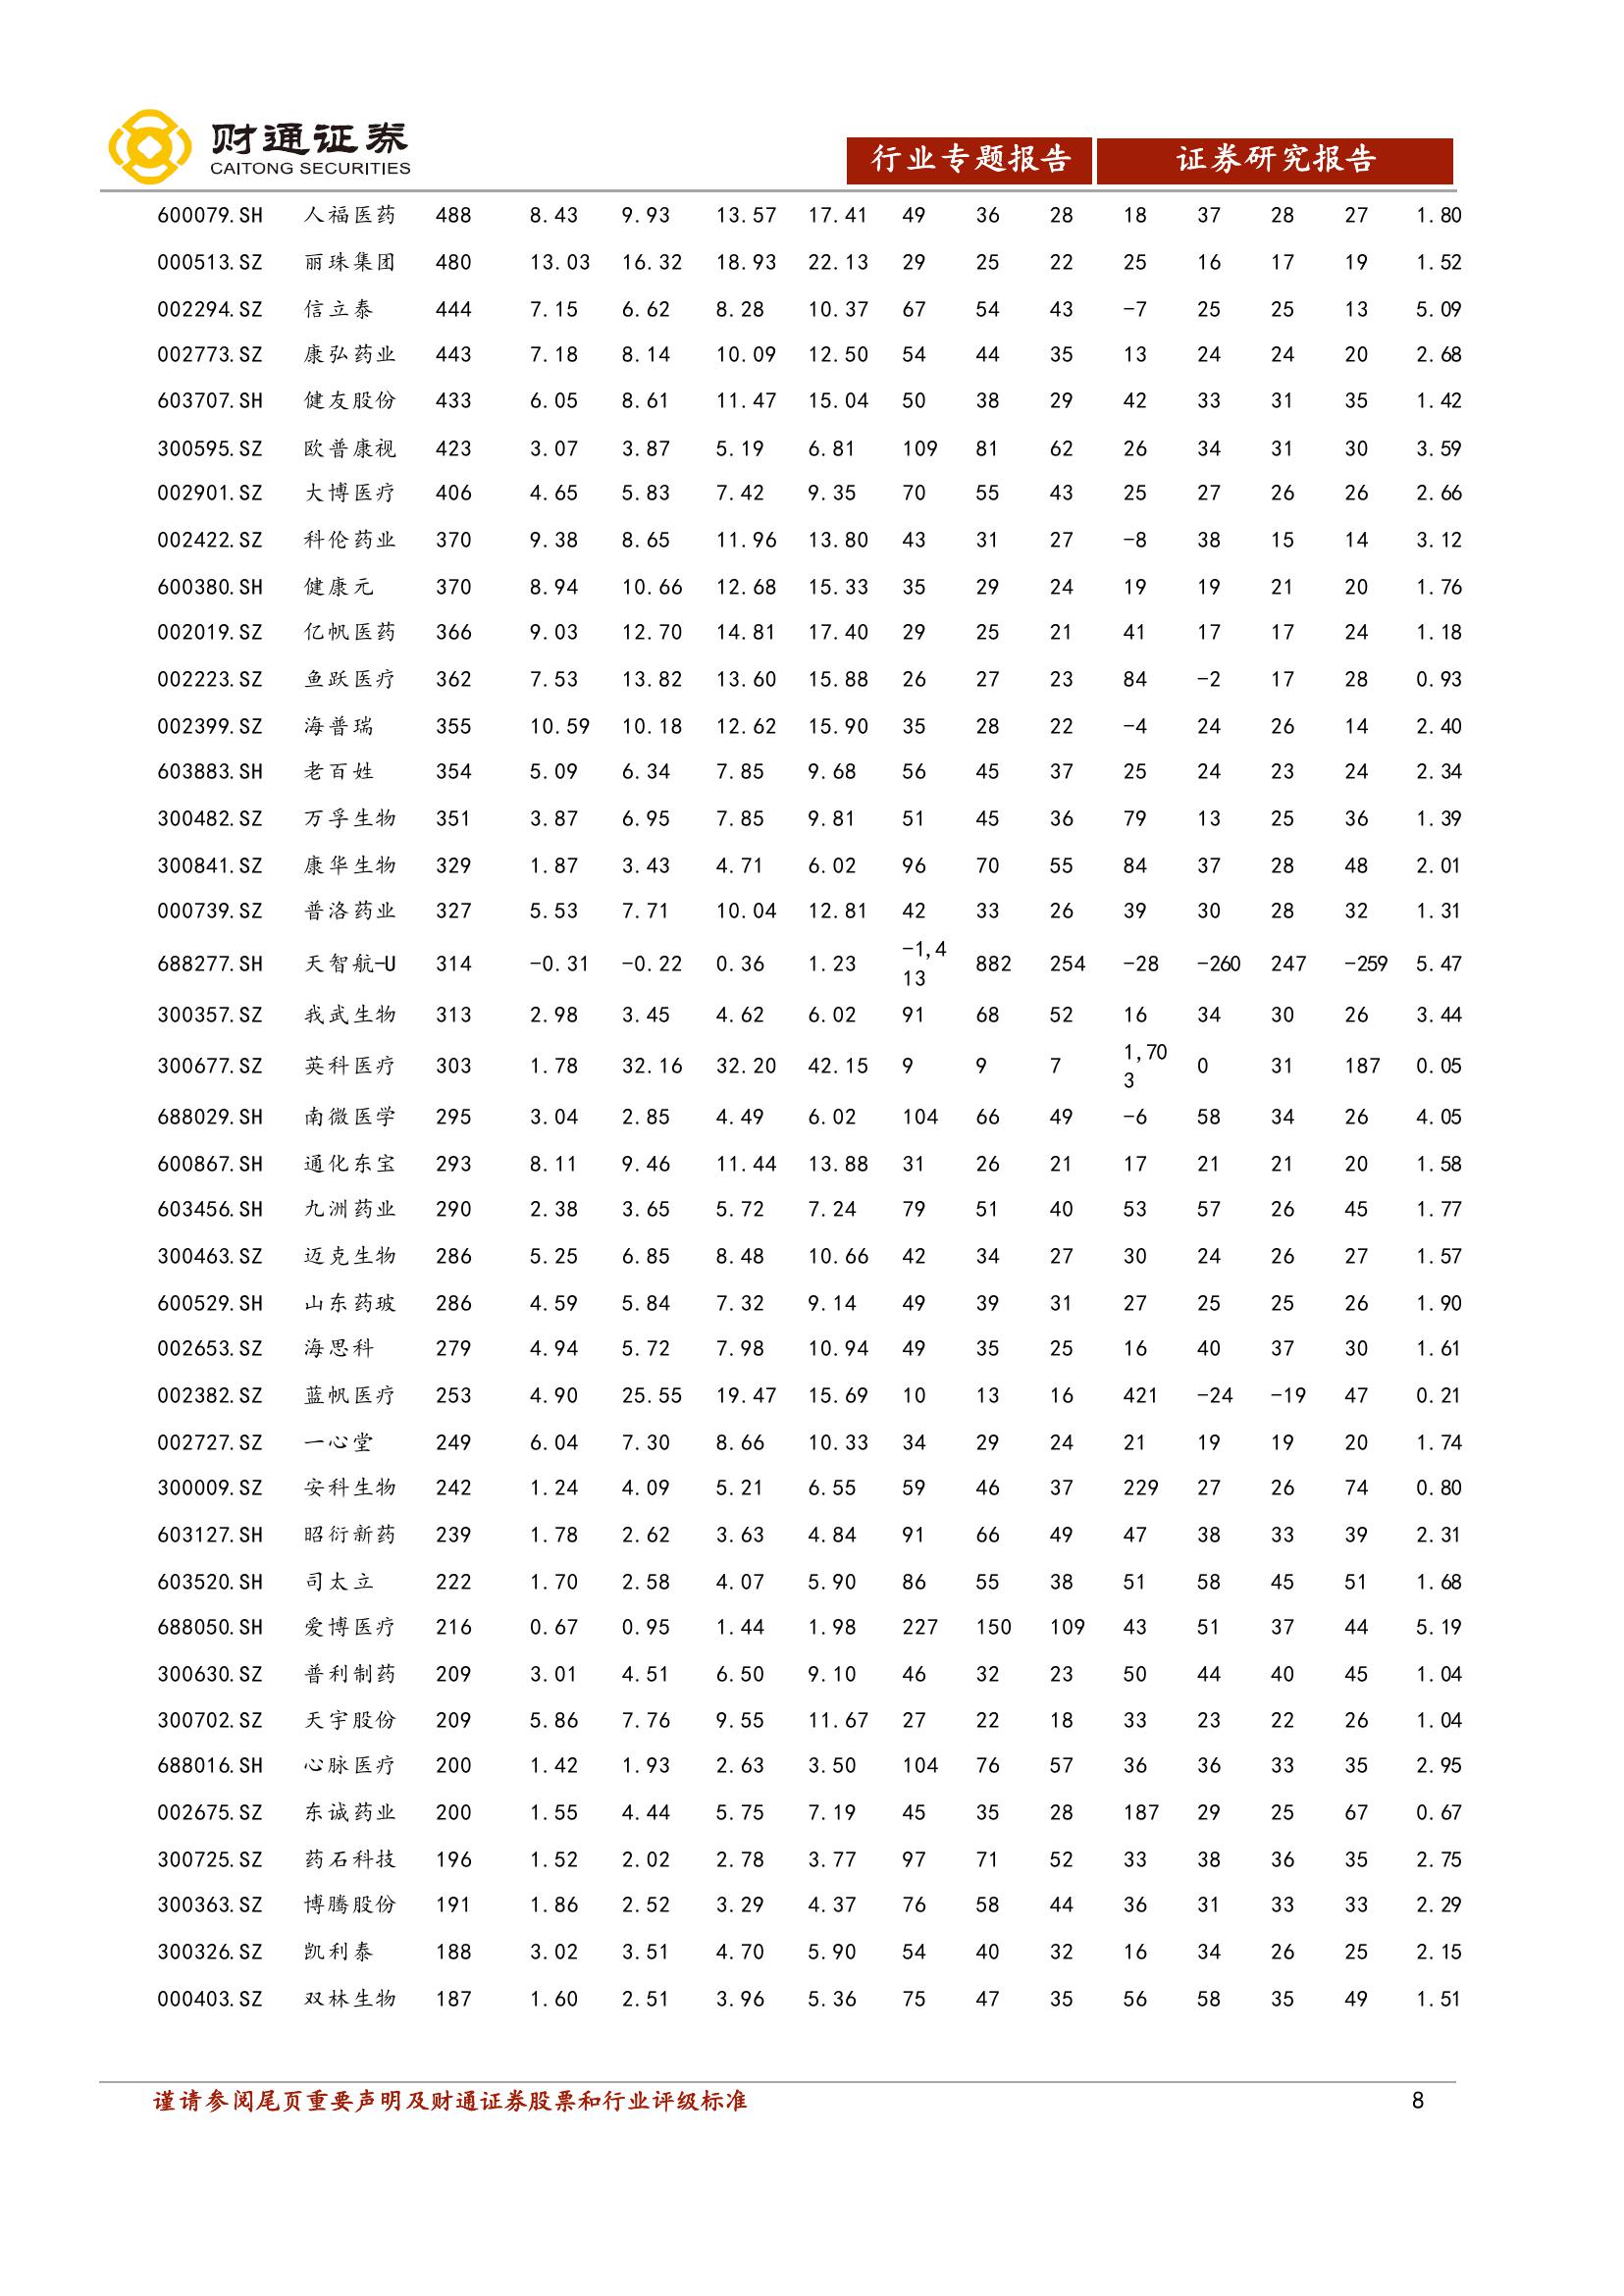 财通证券
CAITONG SECURITIES
行业专题报告 证券研究报告
600079.SH 人福医药 488 8.43 9.93 13.57 17.41 49 36 28 18 37 28 27 1.80
000513.SZ 丽珠集团 480 13.03 16.32 18.93 22.13 29 25 22 25 16 17 19 1.52
002294.SZ 信立泰 444 7.15 6.62 8.28 10.37 67 54 43 -7 25 25 13 5.09
002773.SZ 康弘药业 443 7.18 8.14 10.09 12.50 54 44 35 13 24 24 20 2.68
603707.SH 健友股份 433 6.05 8.61 11.47 15.04 50 38 29 42 33 31 35 1.42
300595.SZ 欧普康视 423 3.07 3.87 5.19 6.81 109 81 62 26 34 31 30 3.59
002901.SZ 大博医疗 406 4.65 5.83 7.42 9.35 70 55 43 25 27 26 26 2.66
002422.SZ 科伦药业 370 9.38 8.65 11.96 13.80 43 31 27 -8 38 15 14 3.12
600380.SH 健康元 370 8.94 10.66 12.68 15.33 35 29 24 19 19 21 20 1.76
002019.SZ 亿帆医药 366 9.03 12.70 14.81 17.40 29 25 21 41 17 17 24 1.18
002223.SZ 鱼跃医疗 362 7.53 13.82 13.60 15.88 26 27 23 84 -2 17 28 0.93
002399.SZ 海普瑞 355 10.59 10.18 12.62 15.90 35 28 22 -4 24 26 14 2.40
603883.SH 老百姓 354 5.09 6.34 7.85 9.68 56 45 37 25 24 23 24 2.34
300482.SZ 万孚生物 351 3.87 6.95 7.85 9.81 51 45 36 79 13 25 36 1.39
300841.SZ 康华生物 329 1.87 3.43 4.71 6.02 96 70 55 84 37 28 48 2.01
000739.SZ 普洛药业 327 5.53 7.71 10.04 12.81 42 33 26 39 30 28 32 1.31
688277.SH 天智航-U 314 -0.31 -0.22 0.36 1.23 -1,4
13 882 254 -28 -260 247 -259 5.47
300357.SZ 我武生物 313 2.98 3.45 4.62 6.02 91 68 52 16 34 30 26 3.44
300677.SZ 英科医疗 303 1.78 32.16 32.20 42.15 9 9 7 1,70
3 0 31 187 0.05
688029.SH 南微医学 295 3.04 2.85 4.49 6.02 104 66 49 -6 58 34 26 4.05
600867.SH 通化东宝 293 8.11 9.46 11.44 13.88 31 26 21 17 21 21 20 1.58
603456.SH 九洲药业 290 2.38 3.65 5.72 7.24 79 51 40 53 57 26 45 1.77
300463.SZ 迈克生物 286 5.25 6.85 8.48 10.66 42 34 27 30 24 26 27 1.57
600529.SH 山东药玻 286 4.59 5.84 7.32 9.14 49 39 31 27 25 25 26 1.90
002653.SZ 海思科 279 4.94 5.72 7.98 10.94 49 35 25 16 40 37 30 1.61
002382.SZ 蓝帆医疗 253 4.90 25.55 19.47 15.69 10 13 16 421 -24 -19 47 0.21
002727.SZ 一心堂 249 6.04 7.30 8.66 10.33 34 29 24 21 19 19 20 1.74
300009.SZ 安科生物 242 1.24 4.09 5.21 6.55 59 46 37 229 27 26 74 0.80
603127.SH 昭衍新药 239 1.78 2.62 3.63 4.84 91 66 49 47 38 33 39 2.31
603520.SH 司太立 222 1.70 2.58 4.07 5.90 86 55 38 51 58 45 51 1.68
688050.SH 爱博医疗 216 0.67 0.95 1.44 1.98 227 150 109 43 51 37 44 5.19
300630.SZ 普利制药 209 3.01 4.51 6.50 9.10 46 32 23 50 44 40 45 1.04
300702.SZ 天宇股份 209 5.86 7.76 9.55 11.67 27 22 18 33 23 22 26 1.04
688016.SH 心脉医疗 200 1.42 1.93 2.63 3.50 104 76 57 36 36 33 35 2.95
002675.SZ 东诚药业 200 1.55 4.44 5.75 7.19 45 35 28 187 29 25 67 0.67
300725.SZ 药石科技 196 1.52 2.02 2.78 3.77 97 71 52 33 38 36 35 2.75
300363.SZ 博腾股份 191 1.86 2.52 3.29 4.37 76 58 44 36 31 33 33 2.29
300326.SZ 凯利泰 188 3.02 3.51 4.70 5.90 54 40 32 16 34 26 25 2.15
000403.SZ 双林生物 187 1.60 2.51 3.96 5.36 75 47 35 56 58 35 49 1.51
谨请参阅尾页重要声明及财通证券股票和行业评级标准 8